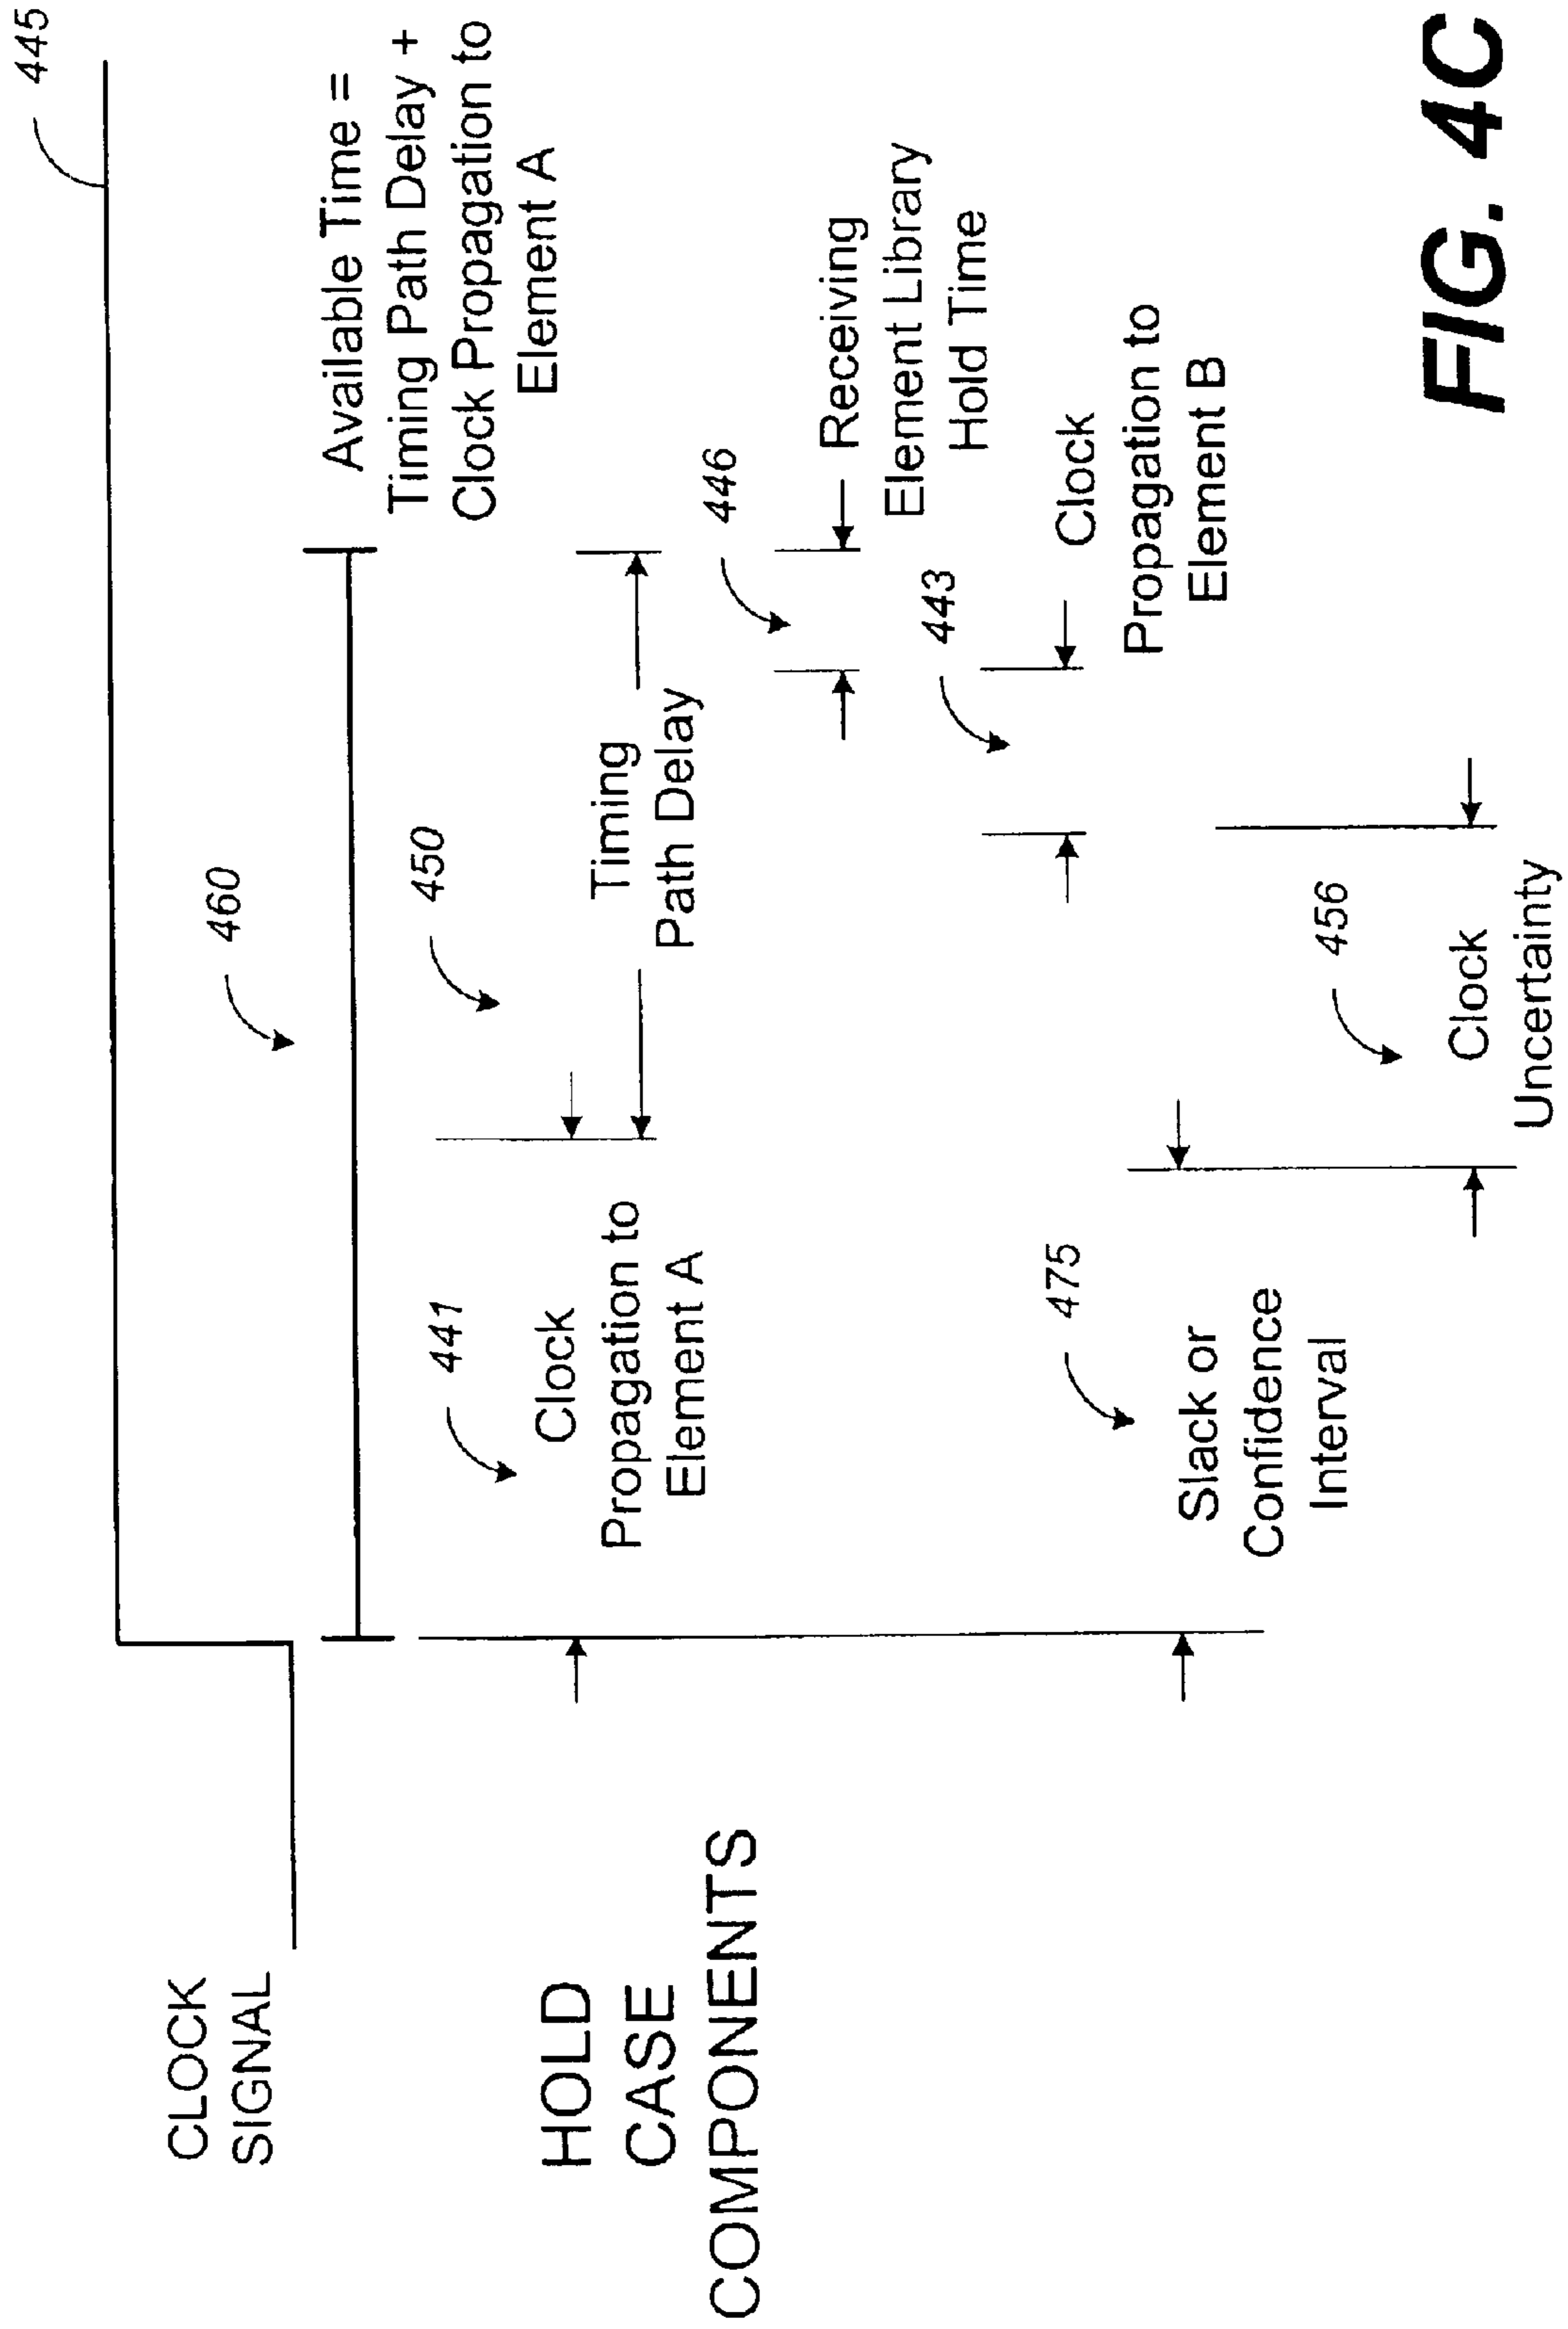 445
CLOCK
SIGNAL
460
Available Time =
Timing Path Delay +
Clock Propagation to
Element A
HOLD
CASE
COMPONENTS
441
Clock
Propagation to
Element A
450
Timing
Path Delay
446
Receiving
Element Library
Hold Time
443
Clock
Propagation to
Element B
475
Slack or
Confidence
Interval
456
Clock
Uncertainty
FIG. 4C